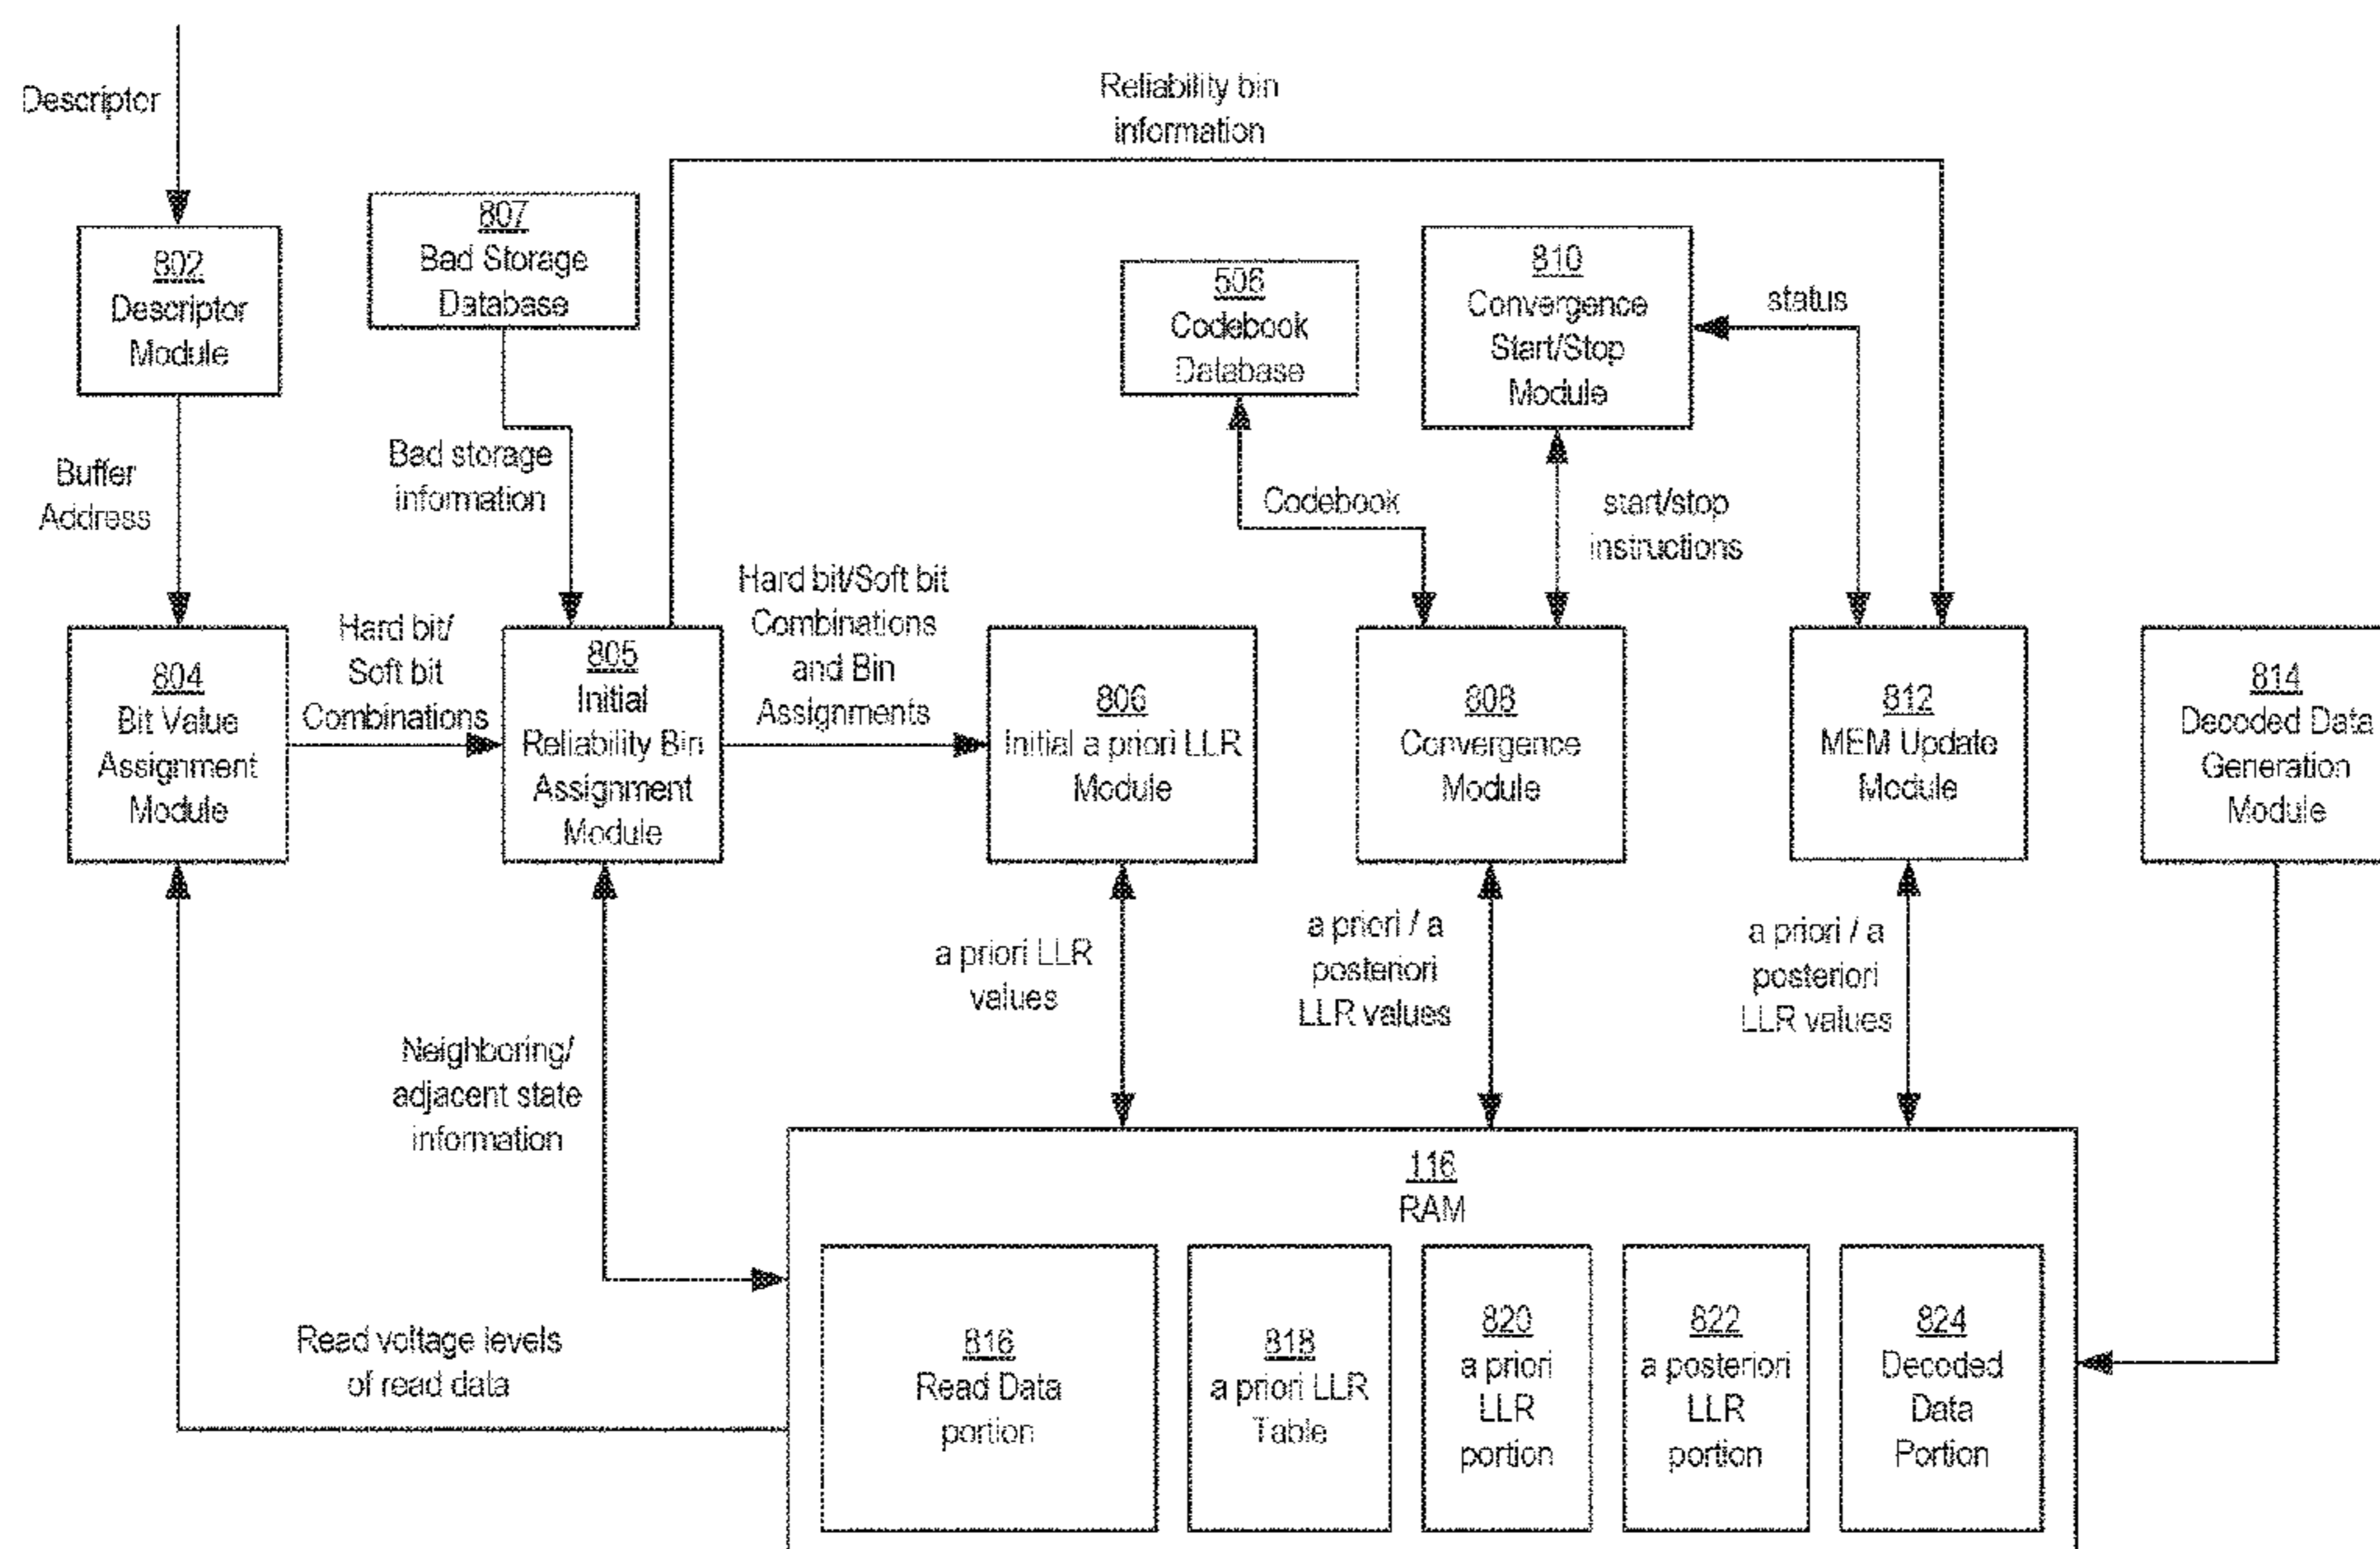 Descriptor
Reliability bin
information
802
Descriptor
Module
807
Bad Storage
Database
506
Codebook
Database
810
Convergence
Start/Stop
Module
status
Buffer
Address
Bad storage
information
Codebook
start/stop
instructions
Hard bit/
Soft bit
Combinations
Hard bit/Soft bit
Combinations
and Bin
Assignments
804
Bit Value
Assignment
Module
805
Initial
Reliability Bin
Assignment
Module
806
Initial a priori LLR
Module
808
Convergence
Module
812
MEM Update
Module
814
Decoded Data
Generation
Module
a priori LLR
values
a priori / a
posteriori
LLR values
a priori / a
posteriori
LLR values
Neighboring/
adjacent state
information
Read voltage levels
of read data
116
RAM
816
Read Data
portion
818
a priori LLR
Table
820
a priori
LLR
portion
822
a posteriori
LLR
portion
824
Decoded
Data
Portion